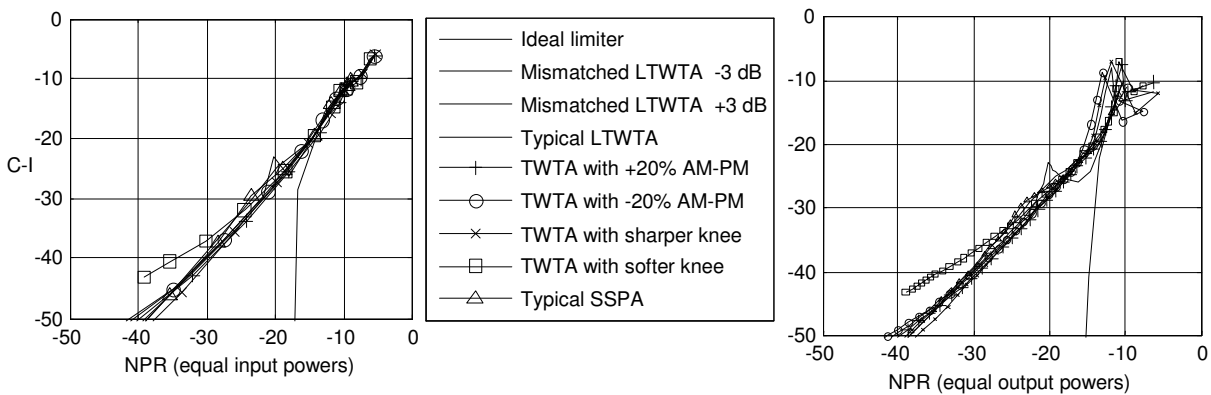 0
-10
-20
C-I
-30
-40
-50
-50 -40 -30 -20 -10 0
NPR (equal input powers)
Ideal limiter
Mismatched LTWTA -3 dB
Mismatched LTWTA +3 dB
Typical LTWTA
TWTA with +20% AM-PM
TWTA with -20% AM-PM
TWTA with sharper knee
TWTA with softer knee
Typical SSPA
0
-10
-20
-30
-40
-50
-50 -40 -30 -20 -10 0
NPR (equal output powers)